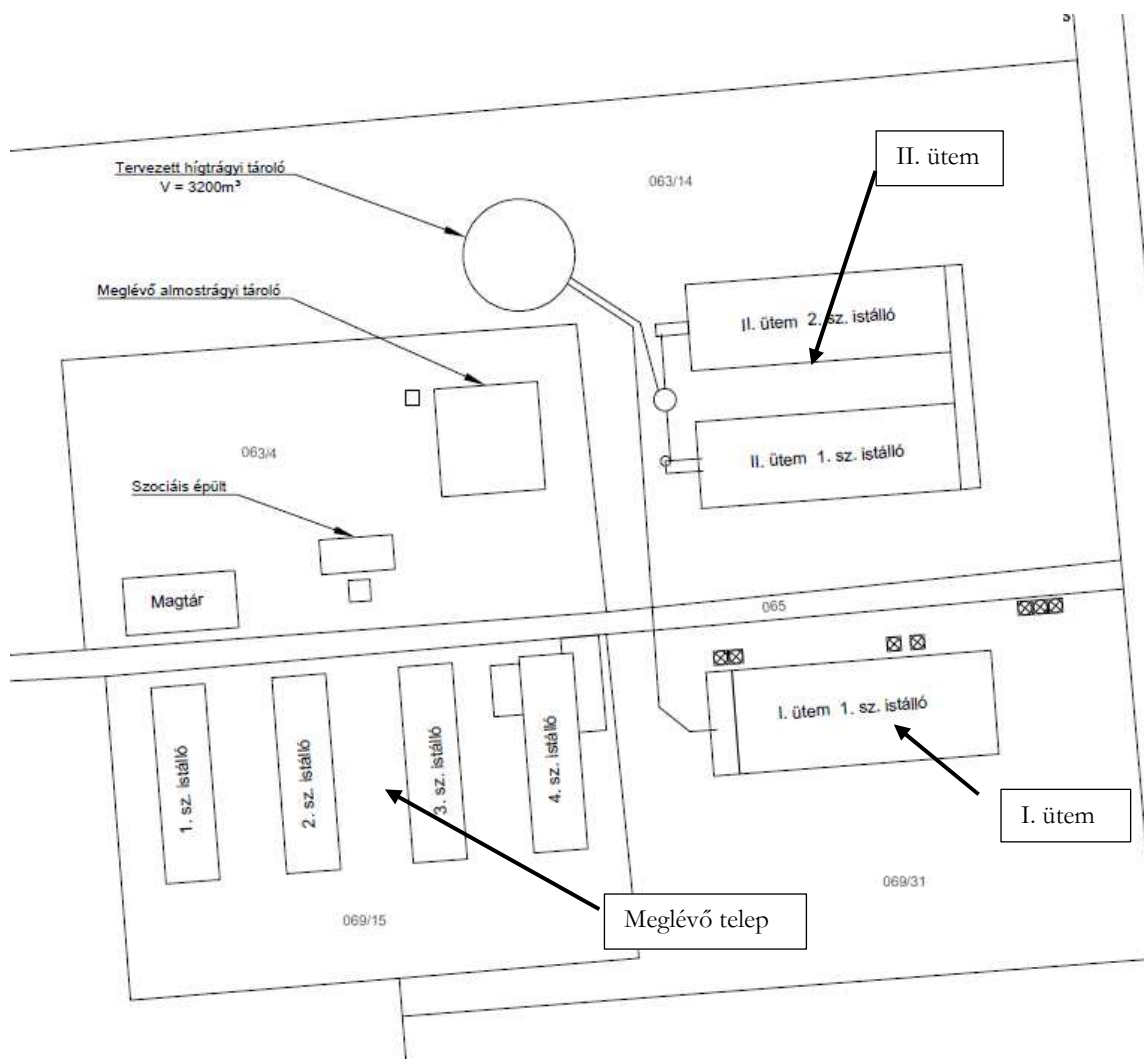 Tervezett hígtrágyi tároló
V = 3200m³
063/14
II. ütem
Meglévő almostrágyi tároló
II. ütem 2. sz. istálló
063/4
II. ütem 1. sz. istálló
Szociáis épült
Magtár
065
I. ütem 1. sz. istálló
1. sz. istálló
2. sz. istálló
3. sz. istálló
4. sz. istálló
I. ütem
069/31
Meglévő telep
069/15